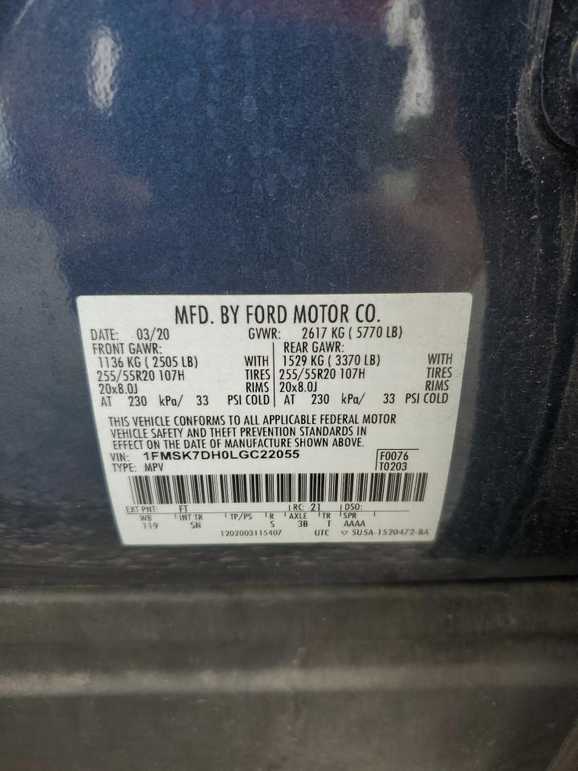 MFD. BY FORD MOTOR CO.
DATE: 03/20 GVWR: 2617 KG ( 5770 LB)
FRONT GAWR: REAR GAWR:
1136 KG ( 2505 LB) WITH 1529 KG ( 3370 LB) WITH
255/55R20 107H TIRES 255/55R20 107H TIRES
20x8.0J RIMS 20x8.0J RIMS
AT 230 kPa/ 33 PSI COLD AT 230 kPa/ 33 PSI COLD
THIS VEHICLE CONFORMS TO ALL APPLICABLE FEDERAL MOTOR
VEHICLE SAFETY AND THEFT PREVENTION STANDARDS IN
EFFECT ON THE DATE OF MANUFACTURE SHOWN ABOVE.
VIN: 1FMSK7DH0LGC22055 F0076
TYPE: MPV T0203
EXT PNT: FT RC: 21 DSO:
WB INT TR TP/PS R AXLE TR SPR
119 SN S 3B T AAAA
1202003115407 UTC SU5A-1520472-BA